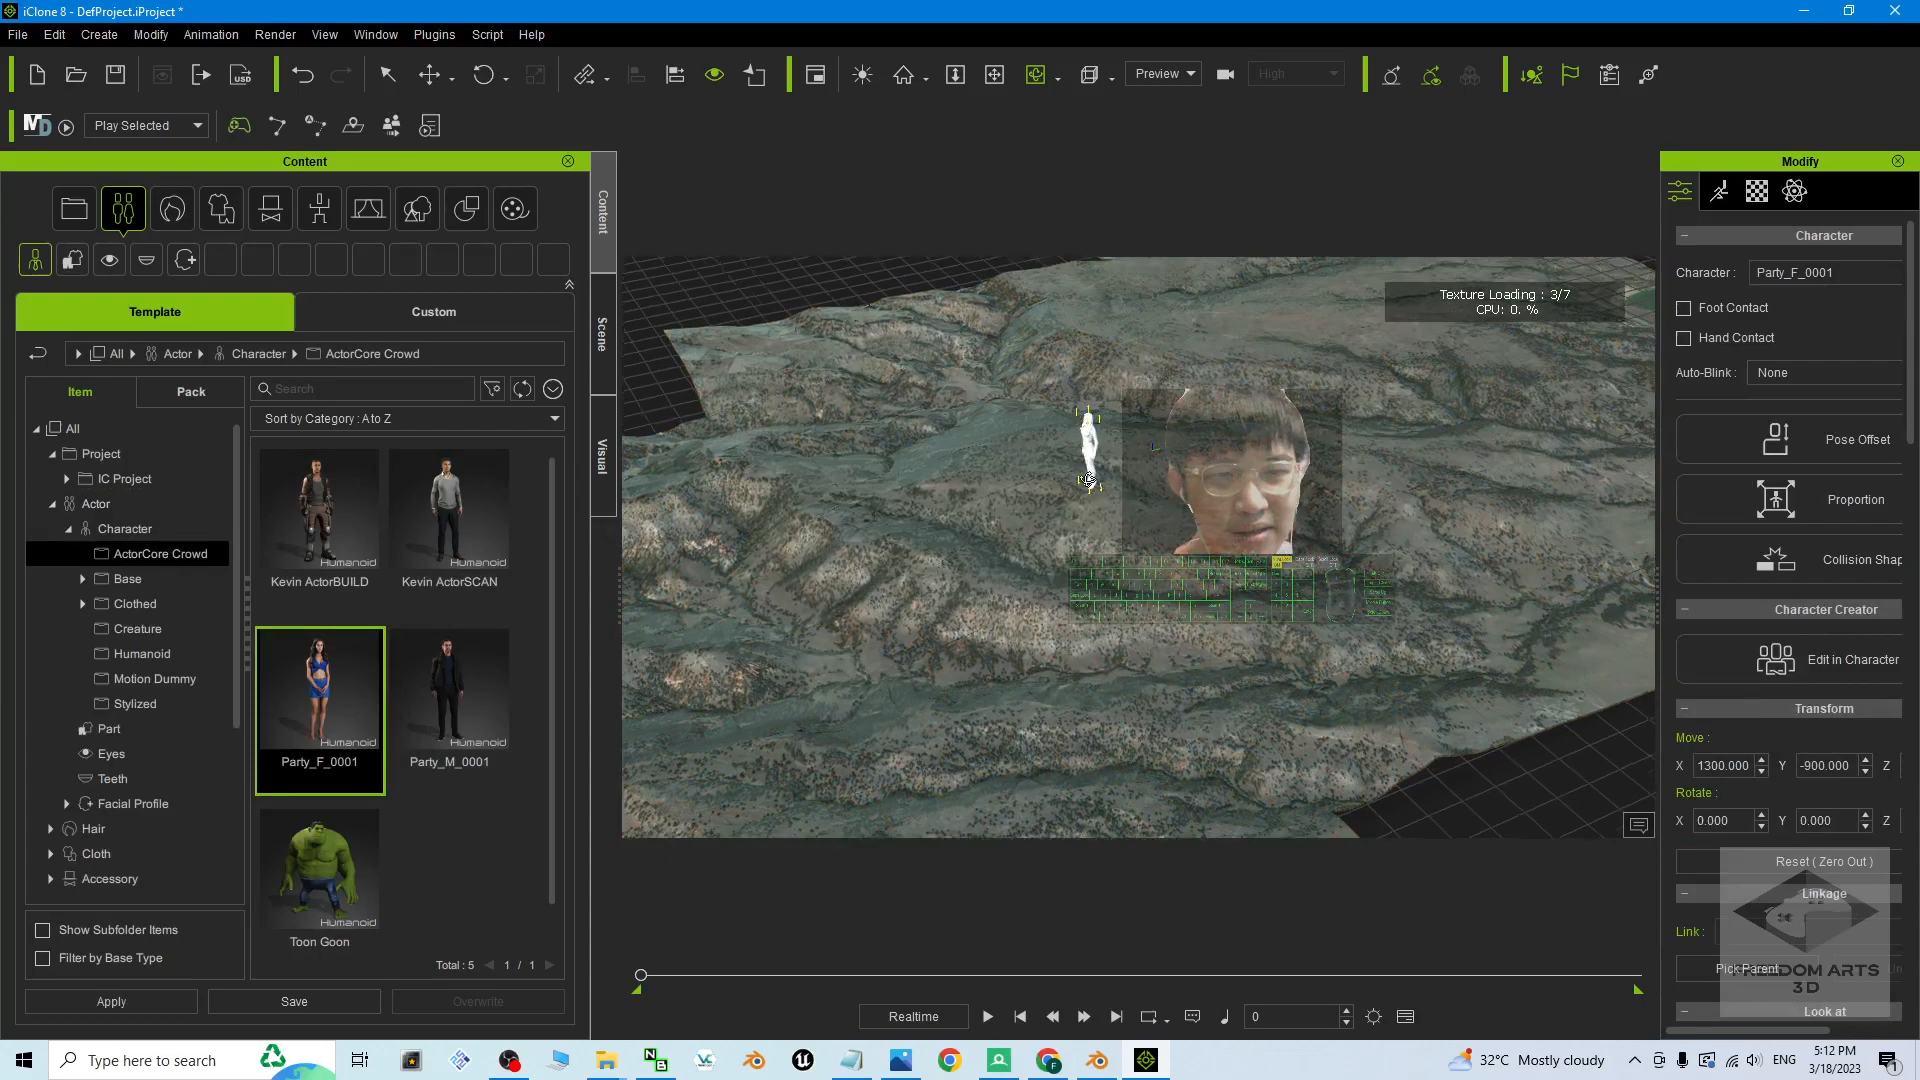 iClone 8 - DefProject.iProject *
File Edit Create Modify Animation Render View Window Plugins Script Help
Preview
High
Play Selected
Content
Modify
Content
Scene
Visual
Template
Custom
All Actor Character ActorCore Crowd
Item
Pack
Search
Sort by Category : A to Z
All
Project
IC Project
Actor
Character
ActorCore Crowd
Base
Clothed
Creature
Humanoid
Motion Dummy
Stylized
Part
Eyes
Teeth
Facial Profile
Hair
Cloth
Accessory
Kevin ActorBUILD
Humanoid
Kevin ActorSCAN
Humanoid
Party_F_0001
Humanoid
Party_M_0001
Humanoid
Toon Goon
Humanoid
Total : 5 1 / 1
Show Subfolder Items
Filter by Base Type
Apply
Save
Overwrite
Texture Loading : 3/7
CPU: 0. %
Realtime
0
Character
Character : Party_F_0001
Foot Contact
Hand Contact
Auto-Blink : None
Pose Offset
Proportion
Collision Shap
Character Creator
Edit in Character
Transform
Move :
X 1300.000 Y -900.000 Z
Rotate :
X 0.000 Y 0.000 Z
Reset ( Zero Out )
Linkage
Link :
Pick Parent
FREEDOM ARTS
3D
Look at
Type here to search
32°C Mostly cloudy
ENG
5:12 PM
3/18/2023